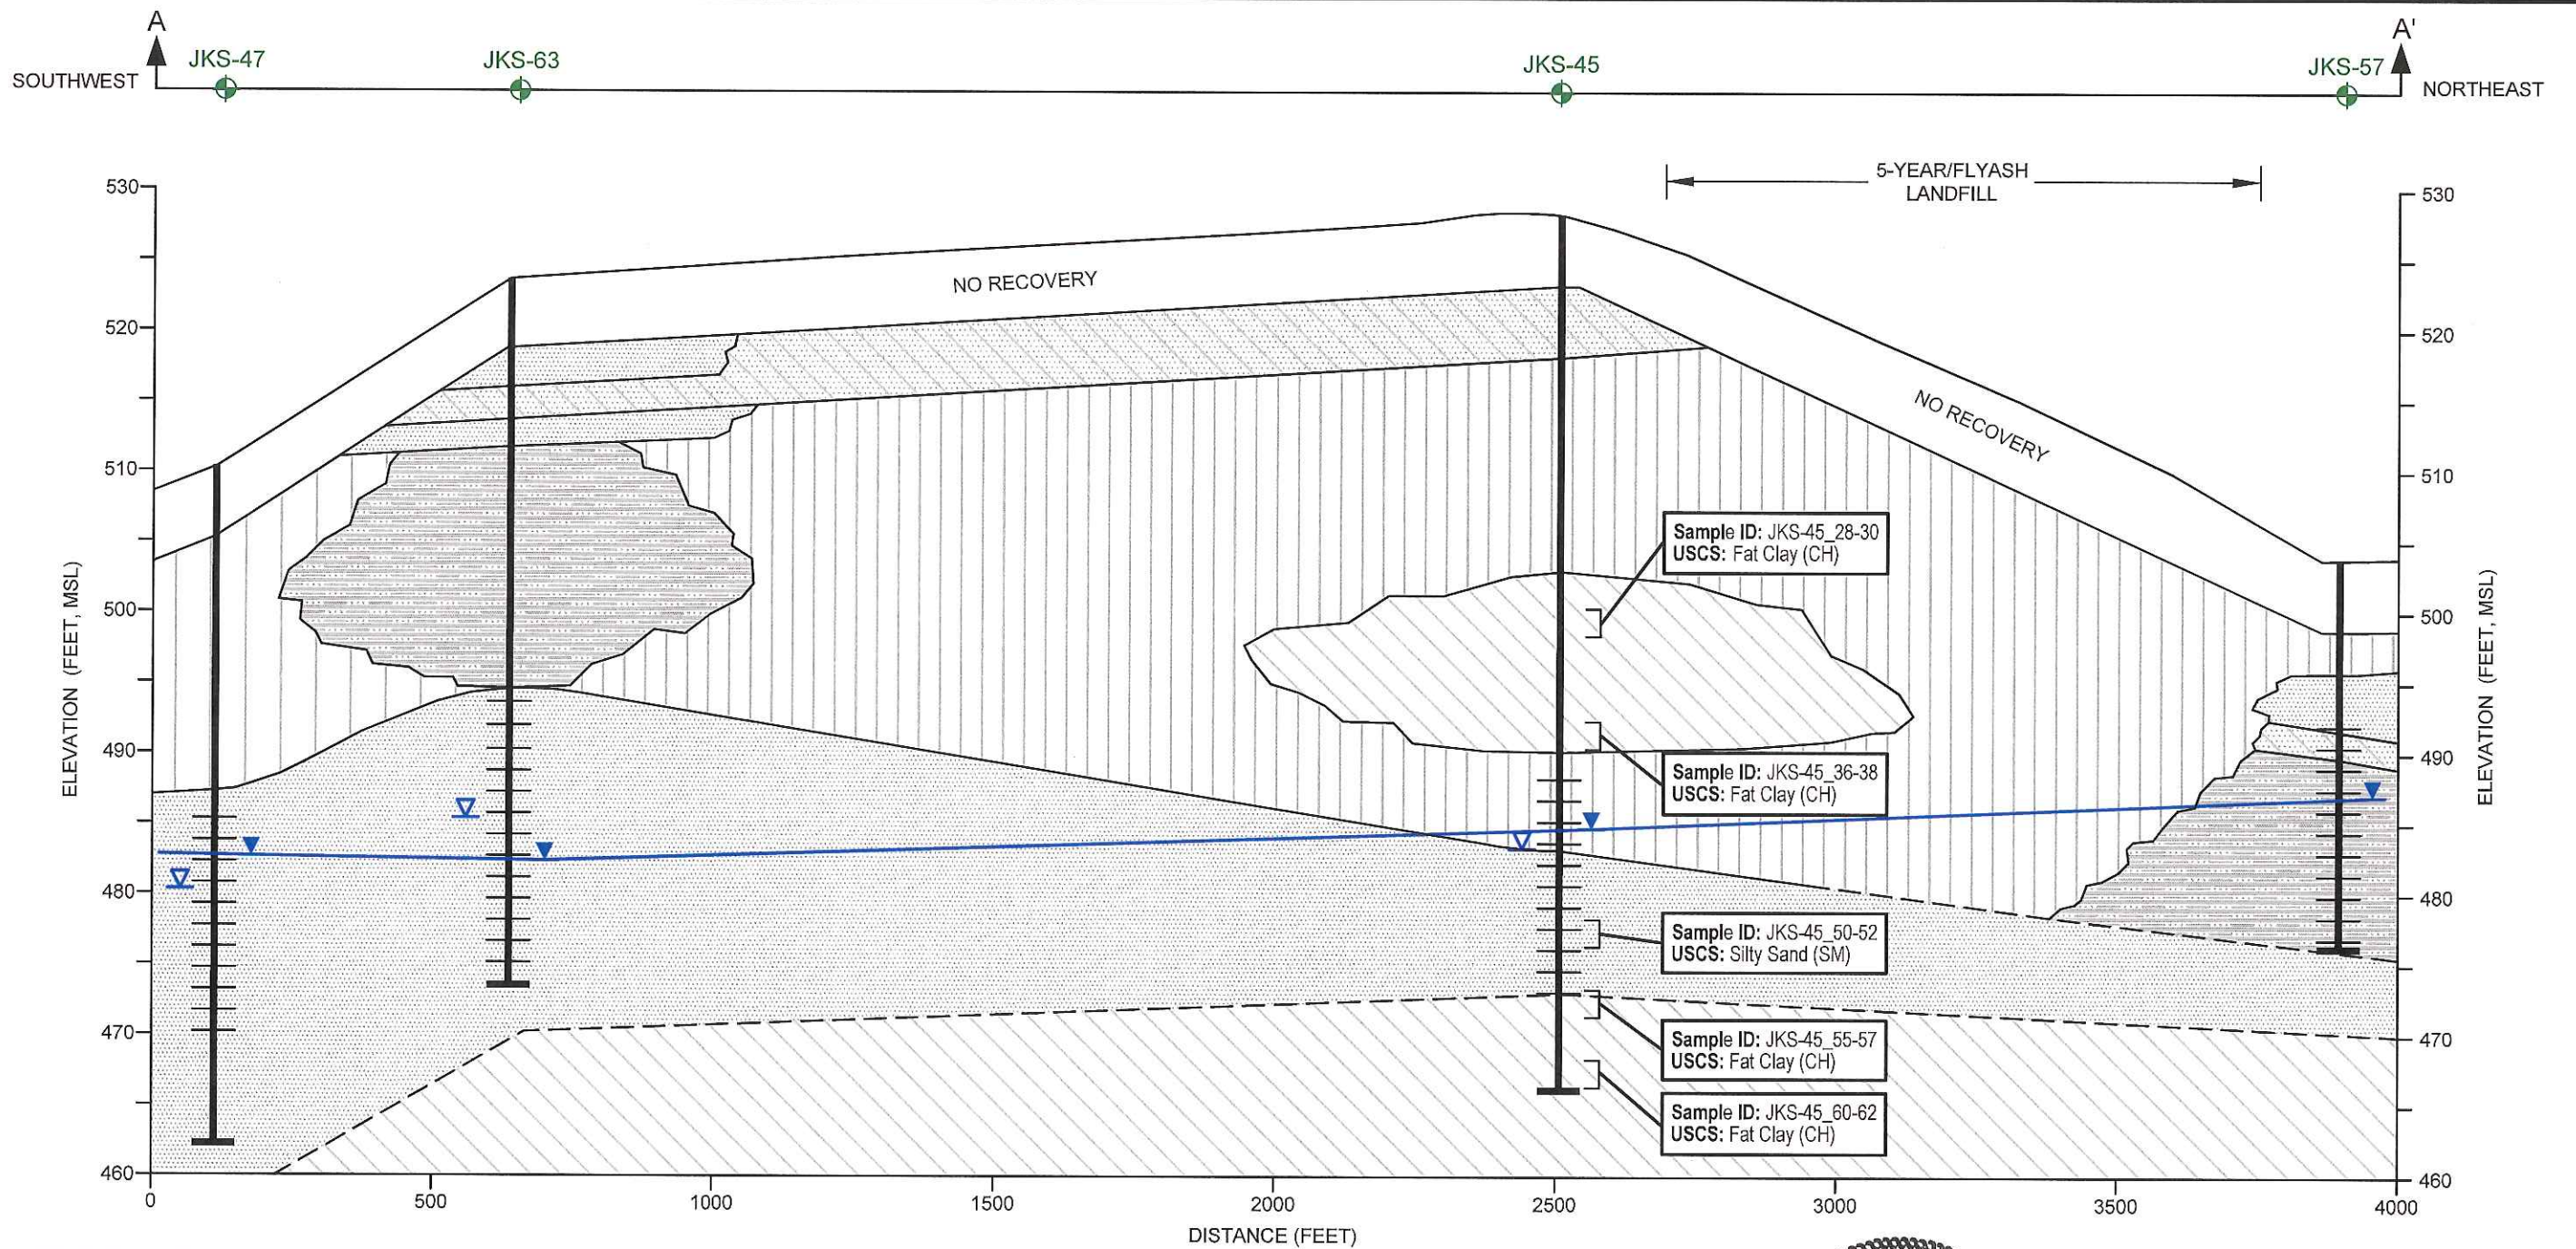 A
A'
JKS-47
JKS-63
JKS-45
JKS-57
SOUTHWEST
NORTHEAST
5-YEAR/FLYASH
LANDFILL
530
530
NO RECOVERY
520
520
NO RECOVERY
510
510
Sample ID: JKS-45_28-30
USCS: Fat Clay (CH)
500
500
ELEVATION (FEET, MSL)
ELEVATION (FEET, MSL)
490
490
Sample ID: JKS-45_36-38
USCS: Fat Clay (CH)
480
480
Sample ID: JKS-45_50-52
USCS: Silty Sand (SM)
470
470
Sample ID: JKS-45_55-57
USCS: Fat Clay (CH)
Sample ID: JKS-45_60-62
USCS: Fat Clay (CH)
460
460
0
500
1000
1500
2000
2500
3000
3500
4000
DISTANCE (FEET)